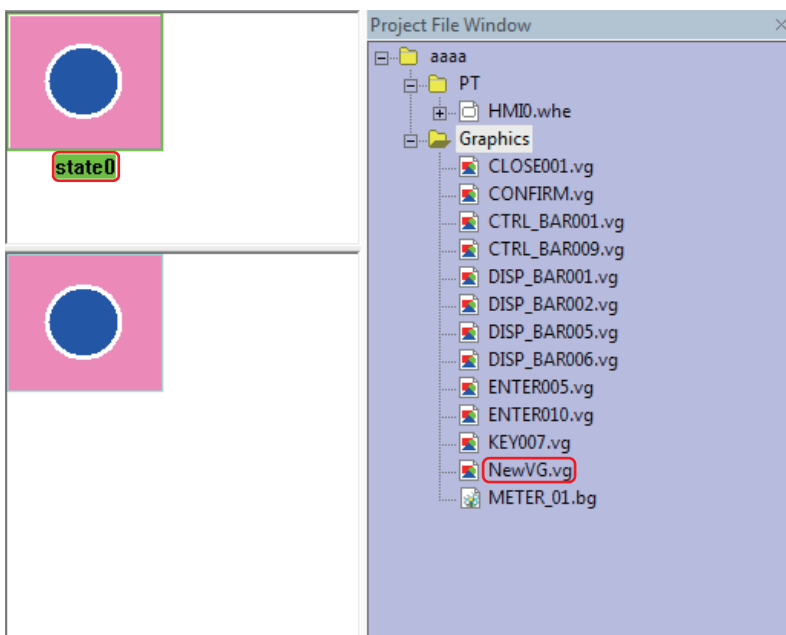 state0
Project File Window
aaaa
PT
HMI0.whe
Graphics
CLOSE001.vg
CONFIRM.vg
CTRL_BAR001.vg
CTRL_BAR009.vg
DISP_BAR001.vg
DISP_BAR002.vg
DISP_BAR005.vg
DISP_BAR006.vg
ENTER005.vg
ENTER010.vg
KEY007.vg
NewVG.vg
METER_01.bg